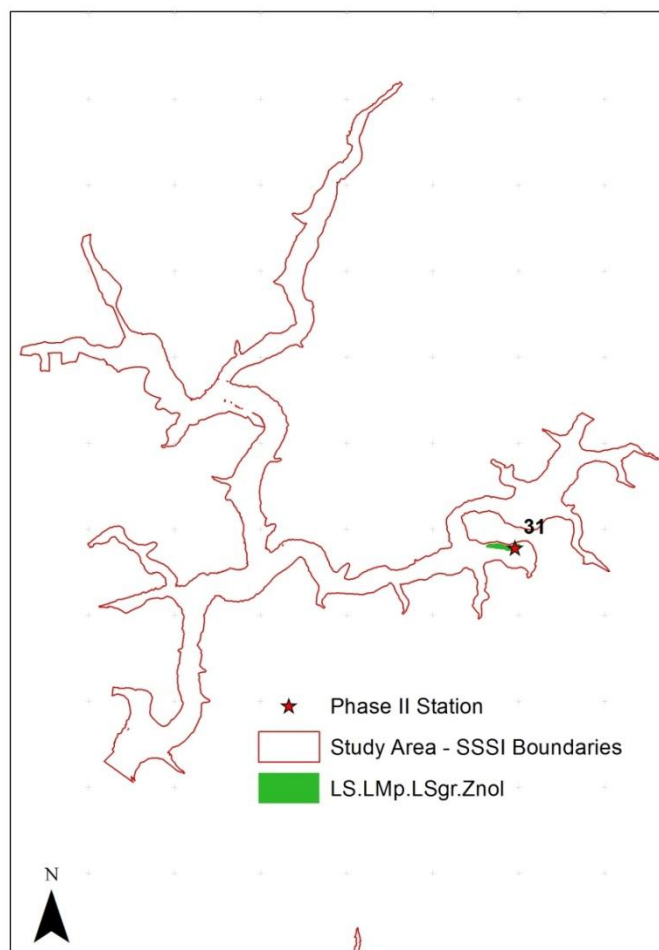 31
Phase II Station
Study Area - SSSI Boundaries
LS.LMp.LSgr.Znol
N